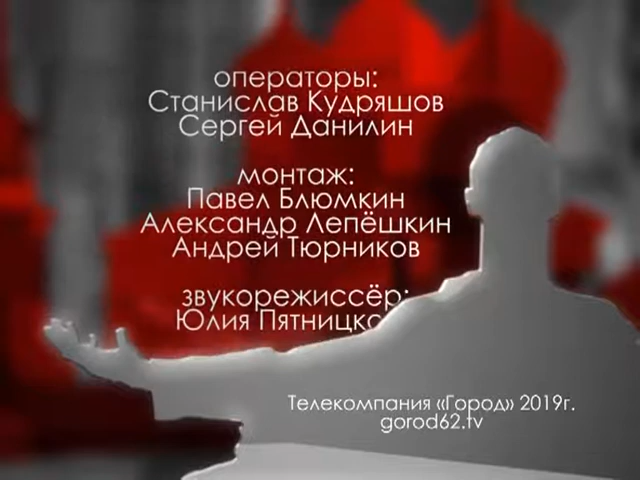 операторы:
Станислав Кудряшов
Сергей Данилин
монтаж:
Павел Блюмкин
Александр Лепёшкин
Андрей Тюрников
звукорежиссёр:
Юлия
Телекомпания «Город» 2019г.
gorod62.tv